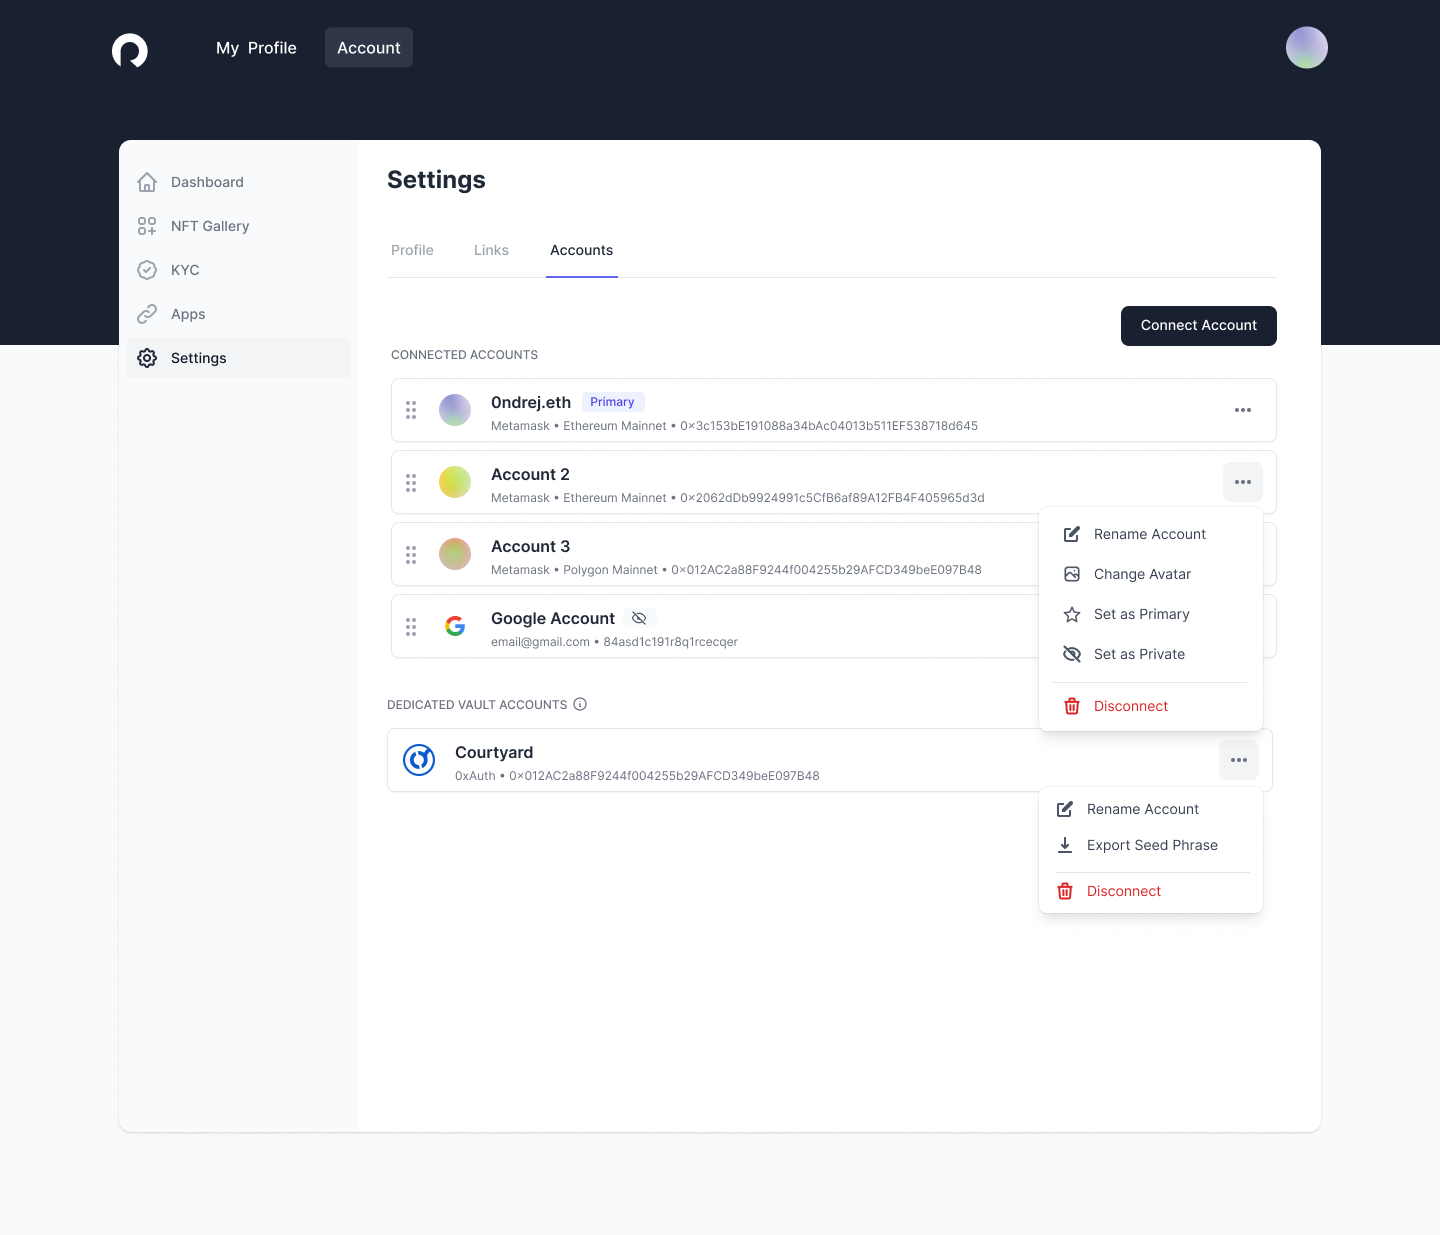 My Profile
Account
Dashboard
NFT Gallery
KYC
Apps
Settings
Settings
Profile
Links
Accounts
Connect Account
CONNECTED ACCOUNTS
0ndrej.eth
Primary
Metamask • Ethereum Mainnet • 0×3c153bE191088a34bAc04013b511EF538718d645
Account 2
Metamask • Ethereum Mainnet • 0×2062dDb9924991c5CfB6af89A12FB4F405965d3d
Account 3
Metamask • Polygon Mainnet • 0×012AC2a88F9244f004255b29AFCD349beE097B48
Google Account
email@gmail.com • 84asd1c191r8q1rcecqer
Rename Account
Change Avatar
Set as Primary
Set as Private
Disconnect
DEDICATED VAULT ACCOUNTS
Courtyard
0xAuth • 0×012AC2a88F9244f004255b29AFCD349beE097B48
Rename Account
Export Seed Phrase
Disconnect